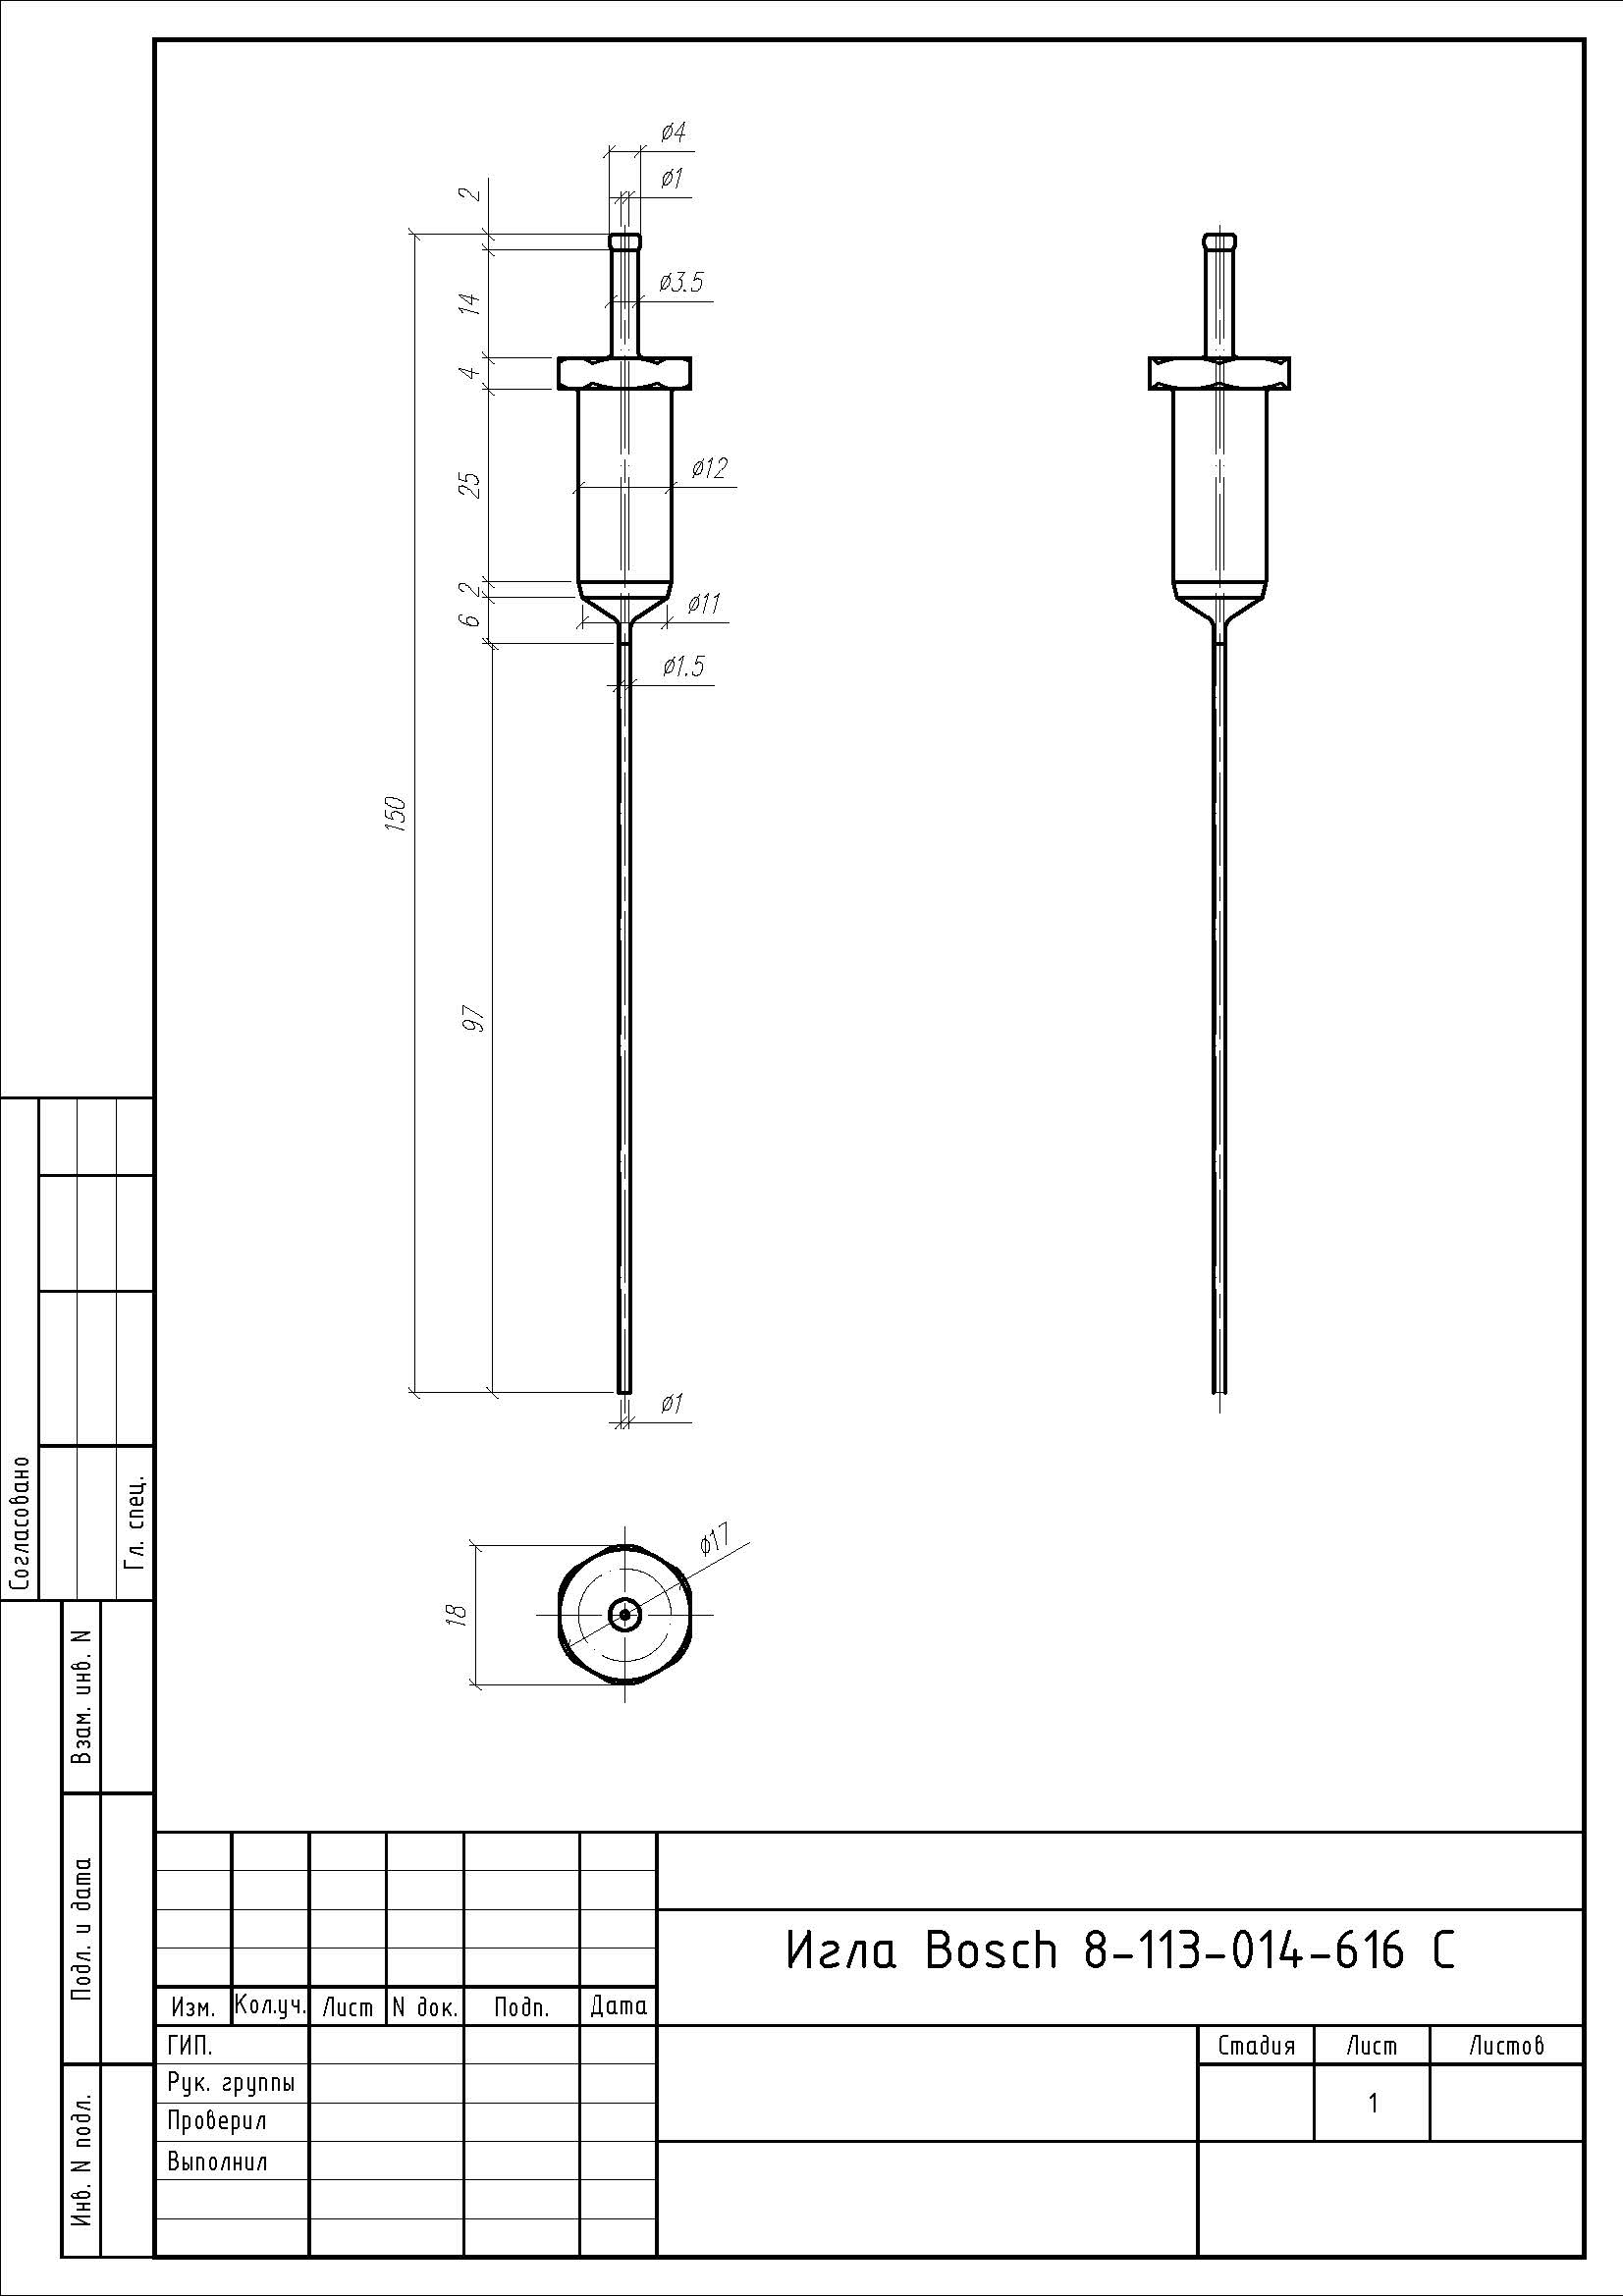 ø4
ø1
2
14
ø3.5
4
25
ø12
2
6
ø11
ø1.5
150
97
ø1
ø17
18
Согласовано
Гл. спец.
Взам. инв. N
Подл. и дата
Инв. N подл.
Игла Bosch 8-113-014-616 C
Изм. Кол.уч. Лист N док. Подп. Дата
ГИП.
Рук. группы
Проверил
Выполнил
Стадия Лист Листов
1